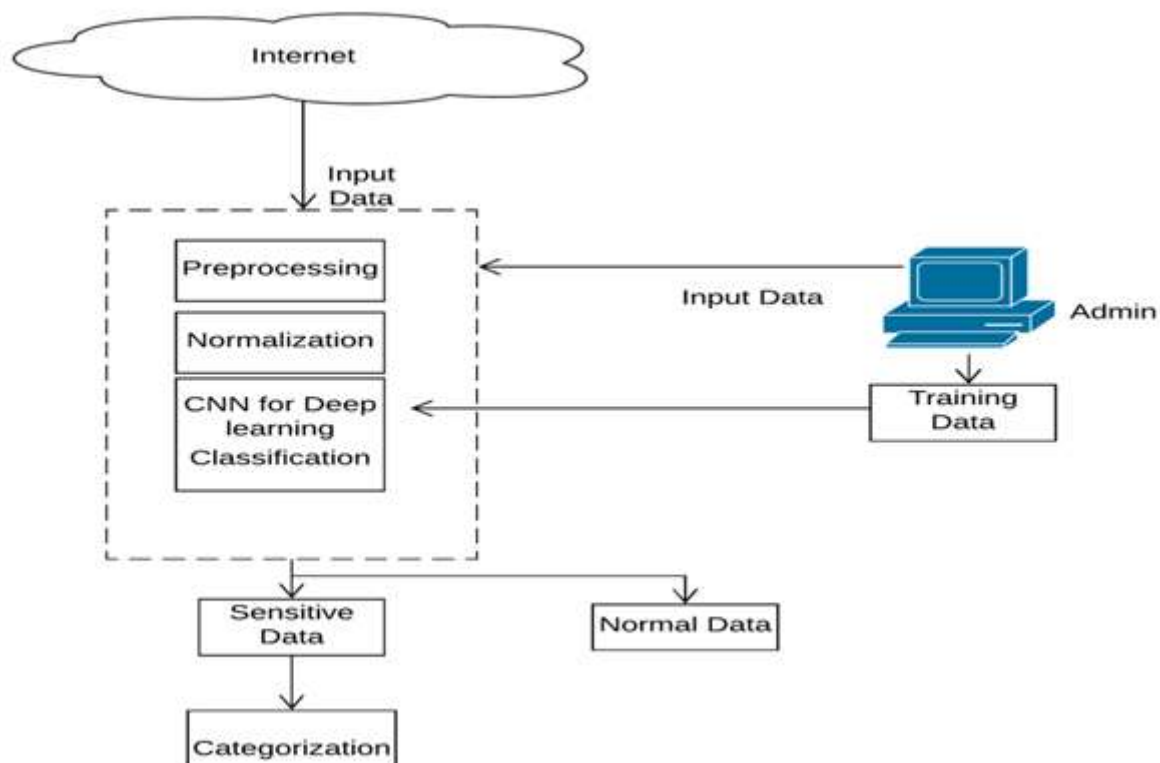 Internet
Input
Data
Preprocessing
Input Data
Admin
Normalization
CNN for Deep
learning
Classification
Training
Data
Sensitive
Data
Normal Data
Categorization